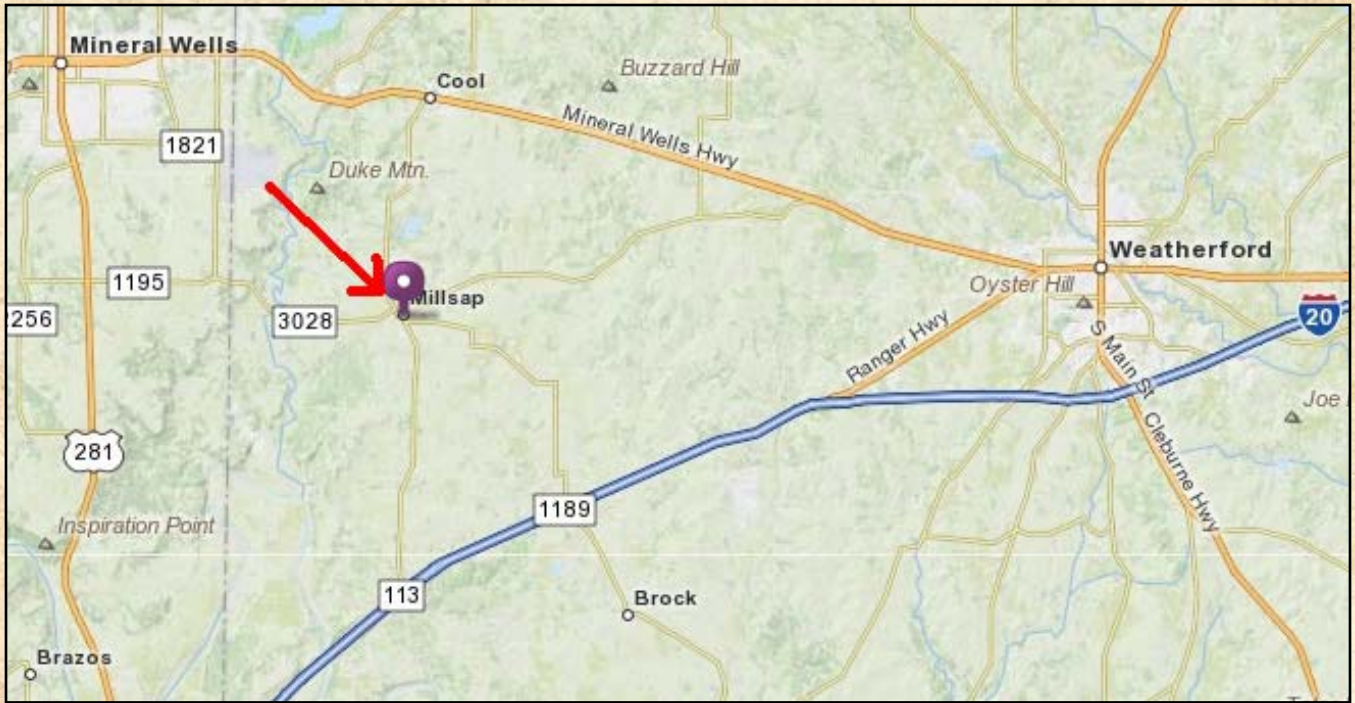 Mineral Wells
Cool
Buzzard Hill
Mineral Wells Hwy
1821
Duke Mtn.
Weatherford
1195
Oyster Hill
Millsap
256
3028
20
Ranger Hwy
S Main St
Joe
281
Cleburne Hwy
1189
Inspiration Point
113
Brock
Brazos